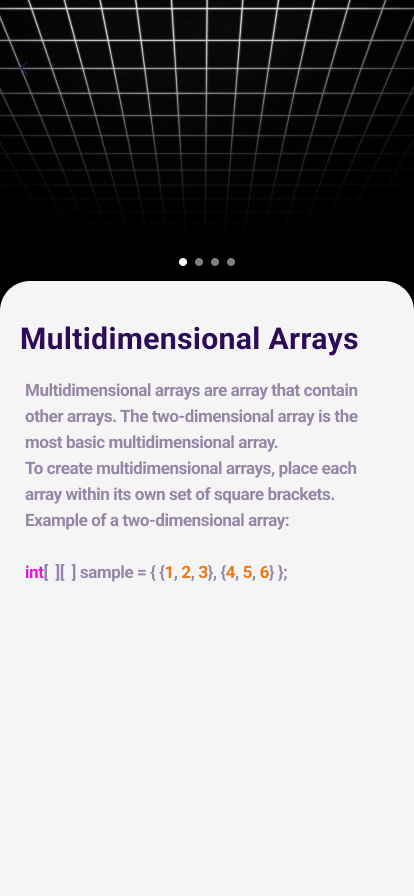 Multidimensional Arrays
Multidimensional arrays are array that contain
other arrays. The two-dimensional array is the
most basic multidimensional array.
To create multidimensional arrays, place each
array within its own set of square brackets.
Example of a two-dimensional array:
int[  ][  ] sample = { {1, 2, 3}, {4, 5, 6} };